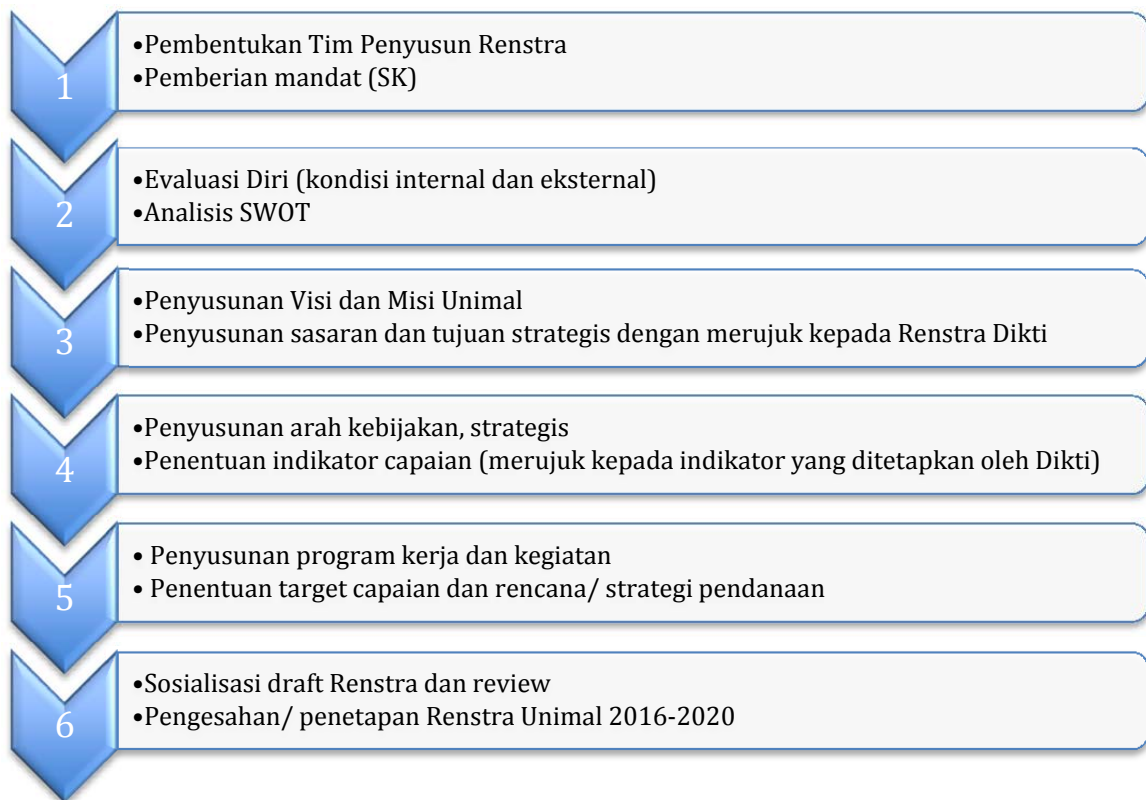 1
•Pembentukan Tim Penyusun Renstra
•Pemberian mandat (SK)
2
•Evaluasi Diri (kondisi internal dan eksternal)
•Analisis SWOT
3
•Penyusunan Visi dan Misi Unimal
•Penyusunan sasaran dan tujuan strategis dengan merujuk kepada Renstra Dikti
4
•Penyusunan arah kebijakan, strategis
•Penentuan indikator capaian (merujuk kepada indikator yang ditetapkan oleh Dikti)
5
• Penyusunan program kerja dan kegiatan
• Penentuan target capaian dan rencana/ strategi pendanaan
6
•Sosialisasi draft Renstra dan review
•Pengesahan/ penetapan Renstra Unimal 2016-2020